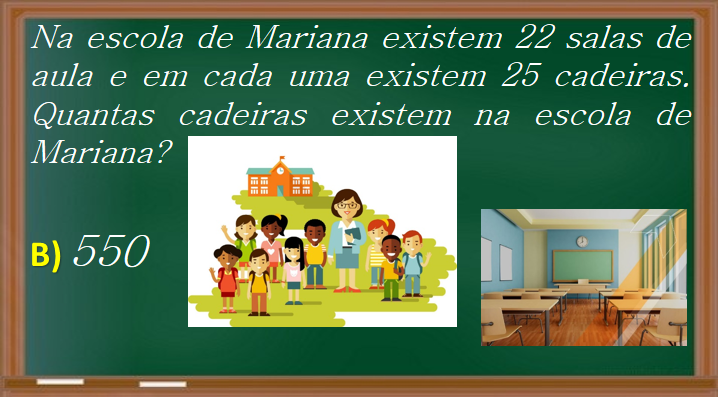 Na escola de Mariana existem 22 salas de
aula e em cada uma existem 25 cadeiras.
Quantas cadeiras existem na escola de
Mariana?
B) 550